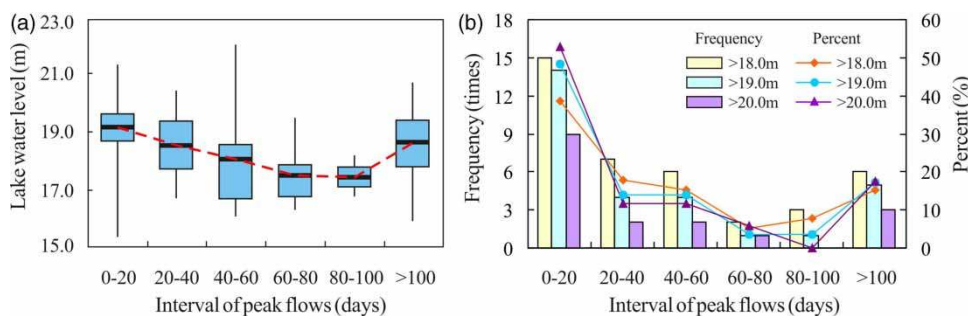 (a)
23.0
21.0
19.0
17.0
15.0
Lake water level (m)
0-20 20-40 40-60 60-80 80-100 >100
Interval of peak flows (days)
(b)
18
15
12
9
6
3
0
Frequency (times)
Frequency Percent
>18.0m >18.0m
>19.0m >19.0m
>20.0m >20.0m
60
50
40
30
20
10
0
Percent (%)
0-20 20-40 40-60 60-80 80-100 >100
Interval of peak flows (days)